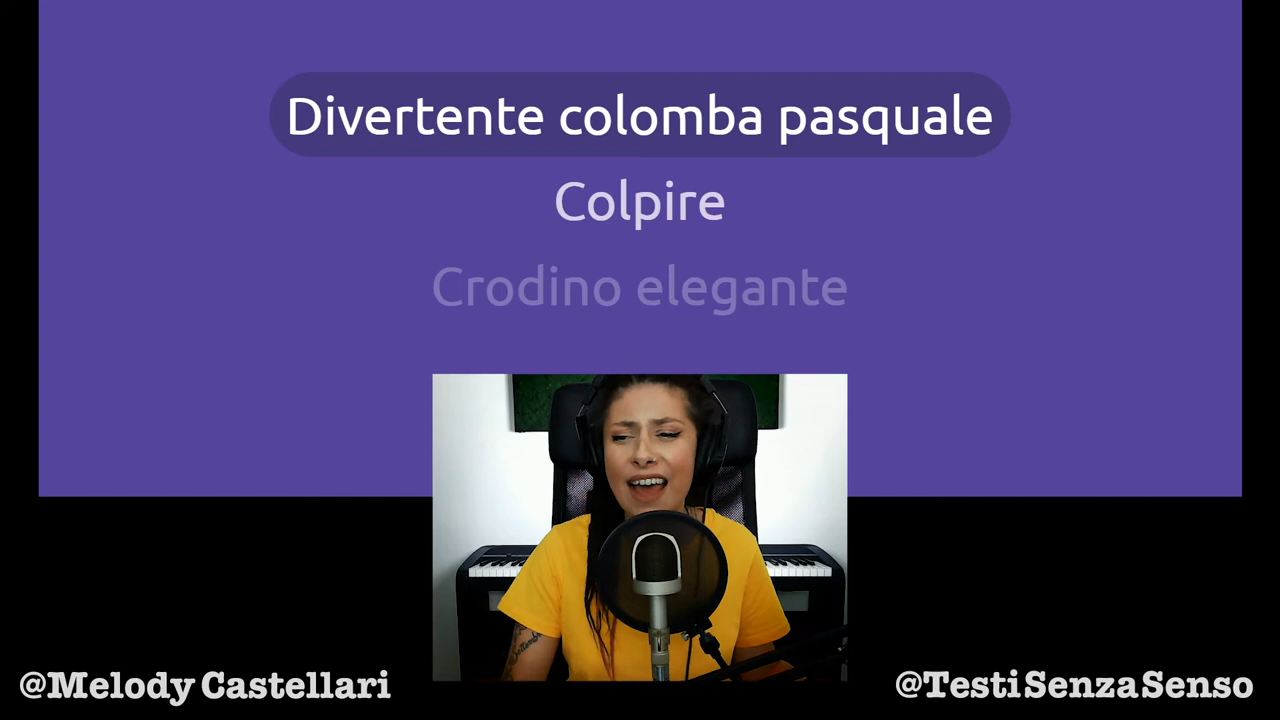 Divertente colomba pasquale
Colpire
Crodino elegante
@Melody Castellari
@TestiSenzaSenso